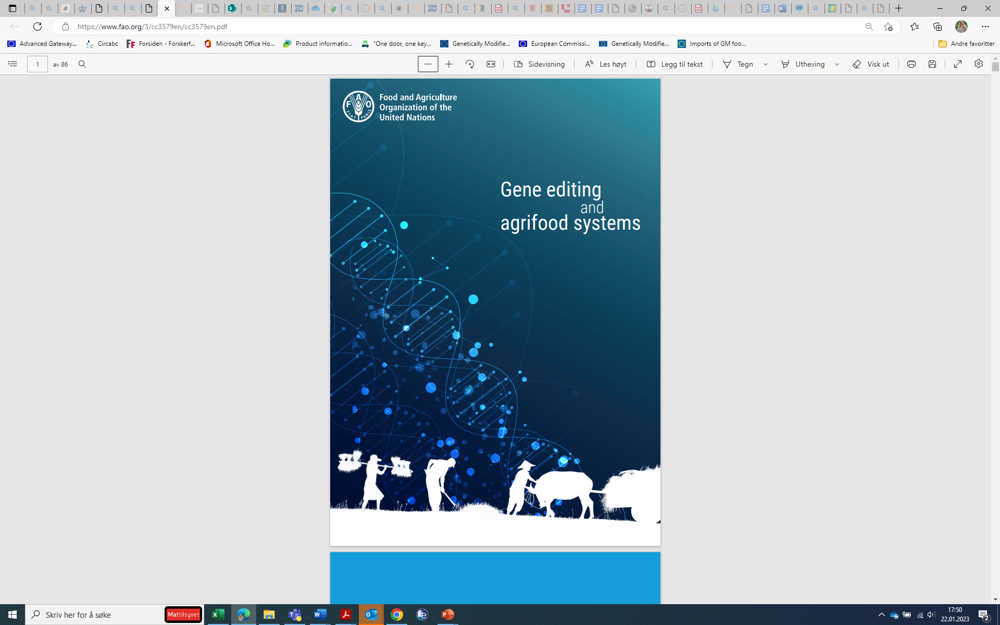 https://www.fao.org/3/cc3579en/cc3579en.pdf
Advanced Gateway...
Circabc
Forsiden - Forskerf...
Microsoft Office Ho...
Product informatio...
"One door, one key...
Genetically Modifie...
European Commissi...
Genetically Modifie...
Imports of GM foo...
Andre favoritter
1
av 86
Sidevisning
Les høyt
Legg til tekst
Tegn
Utheving
Visk ut
FAO
FIAT PANIS
Food and Agriculture
Organization of the
United Nations
Gene editing
and
agrifood systems
Skriv her for å søke
Mattilsynet
17:50
22.01.2023
2